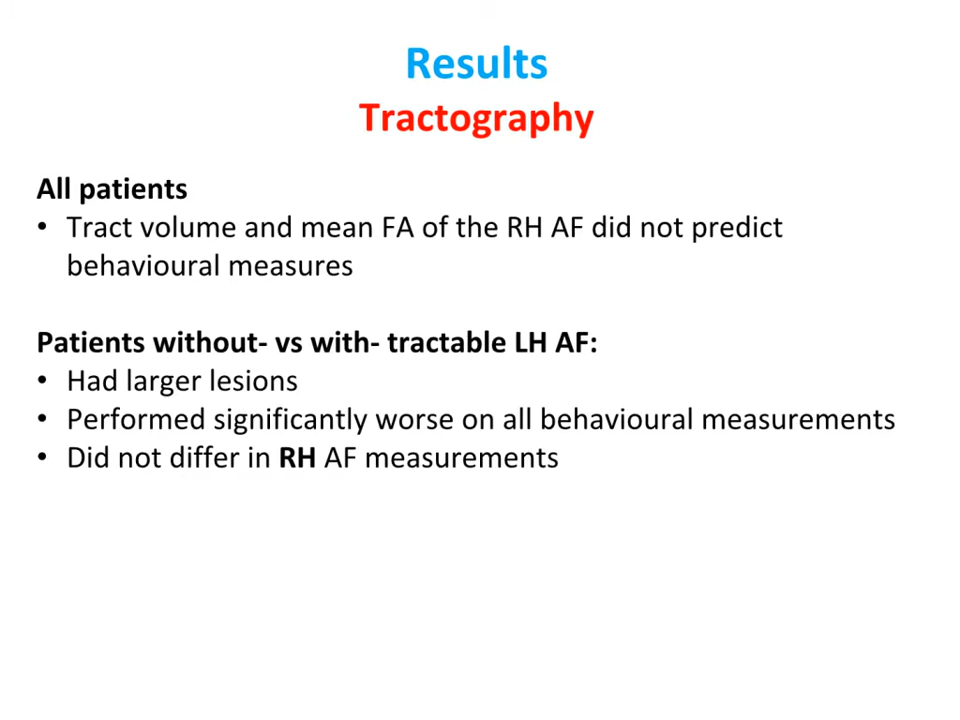 Results
Tractography
All patients
• Tract volume and mean FA of the RH AF did not predict
behavioural measures
Patients without- vs with- tractable LH AF:
• Had larger lesions
• Performed significantly worse on all behavioural measurements
• Did not differ in RH AF measurements